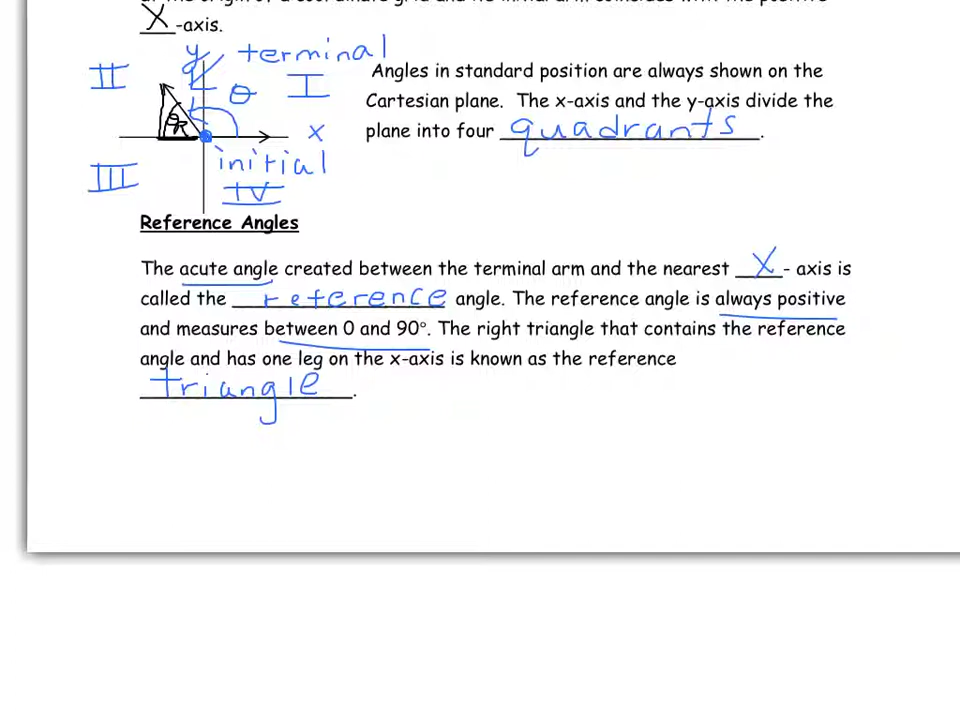 X -axis.
y terminal
II θ I
Angles in standard position are always shown on the
Cartesian plane. The x-axis and the y-axis divide the
plane into four quadrants.
θR x
initial
III IV
Reference Angles
The acute angle created between the terminal arm and the nearest X - axis is
called the reference angle. The reference angle is always positive
and measures between 0 and 90°. The right triangle that contains the reference
angle and has one leg on the x-axis is known as the reference
triangle.